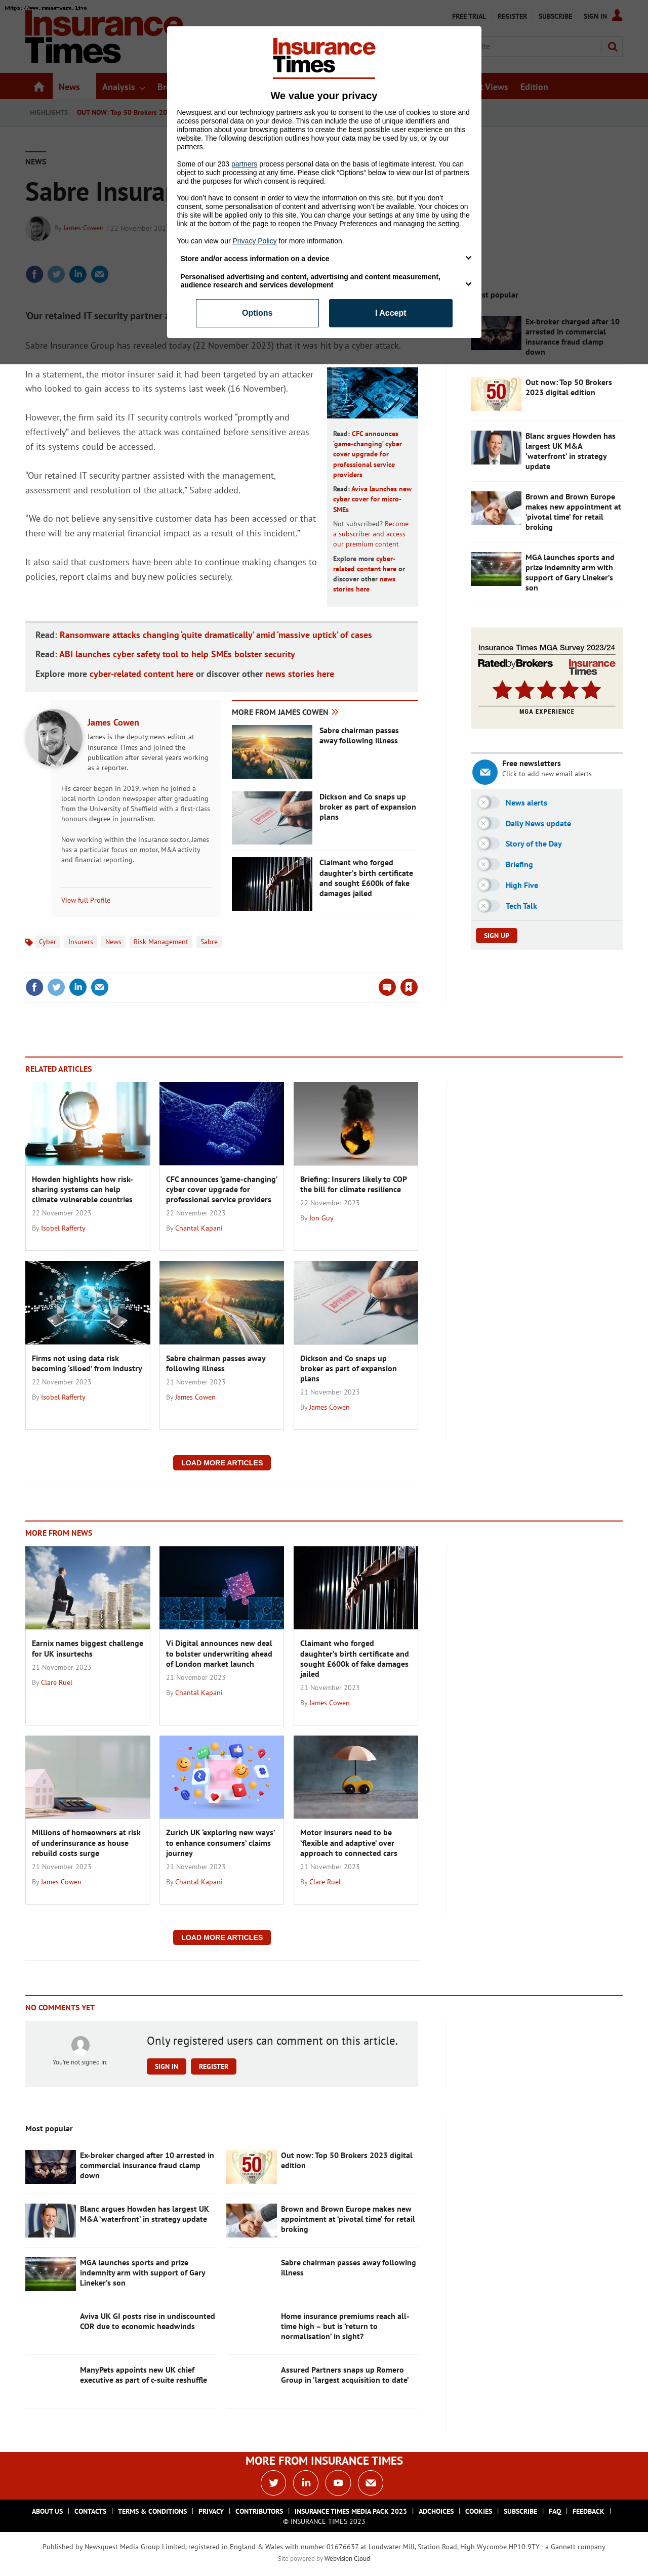 https://www.ransomware.live
Insurance
Times
FREE TRIAL
REGISTER
SUBSCRIBE
SIGN IN
News
Analysis
Views
Edition
HIGHLIGHTS
OUT NOW: Top 50 Brokers 20
NEWS
Sabre Insuran
By James Cowen | 22 November 202
'Our retained IT security partner a
Sabre Insurance Group has revealed today (22 November 2023) that it was hit by a cyber attack.
Insurance
Times
We value your privacy
Newsquest and our technology partners ask you to consent to the use of cookies to store and
access personal data on your device. This can include the use of unique identifiers and
information about your browsing patterns to create the best possible user experience on this
website. The following description outlines how your data may be used by us, or by our
partners.
Some of our 203 partners process personal data on the basis of legitimate interest. You can
object to such processing at any time. Please click "Options" below to view our list of partners
and the purposes for which consent is required.
You don't have to consent in order to view the information on this site, but if you don't
consent, some personalisation of content and advertising won't be available. Your choices on
this site will be applied only to this site. You can change your settings at any time by using the
link at the bottom of the page to reopen the Privacy Preferences and managing the setting.
You can view our Privacy Policy for more information.
Store and/or access information on a device
Personalised advertising and content, advertising and content measurement,
audience research and services development
Options
I Accept
In a statement, the motor insurer said it had been targeted by an attacker
who looked to gain access to its systems last week (16 November).
However, the firm said its IT security controls worked "promptly and
effectively" and believes the attack was contained before any of its areas
of its systems could be accessed.
"Our retained IT security partner assisted with the management,
assessment and resolution of the attack," Sabre added.
"We do not believe any sensitive customer data has been accessed or that
there will be any material financial impact as a result of this incident."
It also said that customers have been able to continue to make claims and
policies, report claims and buy new policies securely.
Read: CFC announces
'game-changing' cyber
cover upgrade for
professional service
providers
Read: Aviva launches new
cyber cover for micro-
SMEs
Not subscribed? Become
a subscriber and access
our premium content
Explore more cyber-
related content here or
discover other news
stories here
Read: Ransomware attacks changing 'quite dramatically' amid 'massive uptick' of cases
Read: ABI launches cyber safety tool to help SMEs bolster security
Explore more cyber-related content here or discover other news stories here
James Cowen
James is the deputy news editor at
Insurance Times and joined the
publication after several years working
as a reporter.
His career began in 2019, when he joined a
local north London newspaper after graduating
from the University of Sheffield with a first-class
honours degree in journalism.
Now working within the insurance sector, James
has a particular focus on motor, M&A activity
and financial reporting.
View full Profile
MORE FROM JAMES COWEN
Sabre chairman passes
away following illness
Dickson and Co snaps up
broker as part of expansion
plans
Claimant who forged
daughter's birth certificate
and sought £600k of fake
damages jailed
Cyber
Insurers
News
Risk Management
Sabre
st popular
Ex-broker charged after 10
arrested in commercial
insurance fraud clamp
down
Out now: Top 50 Brokers
2023 digital edition
Blanc argues Howden has
largest UK M&A
'waterfront' in strategy
update
Brown and Brown Europe
makes new appointment at
'pivotal time' for retail
broking
MGA launches sports and
prize indemnity arm with
support of Gary Lineker's
son
Insurance Times MGA Survey 2023/24
RatedbyBrokers
Insurance
Times
MGA EXPERIENCE
Free newsletters
Click to add new email alerts
News alerts
Daily News update
Story of the Day
Briefing
High Five
Tech Talk
SIGN UP
RELATED ARTICLES
Howden highlights how risk-
sharing systems can help
climate vulnerable countries
22 November 2023
By Isobel Rafferty
CFC announces 'game-changing'
cyber cover upgrade for
professional service providers
22 November 2023
By Chantal Kapani
Briefing: Insurers likely to COP
the bill for climate resilience
22 November 2023
By Jon Guy
Firms not using data risk
becoming 'siloed' from industry
22 November 2023
By Isobel Rafferty
Sabre chairman passes away
following illness
21 November 2023
By James Cowen
APPROVED
Dickson and Co snaps up
broker as part of expansion
plans
21 November 2023
By James Cowen
LOAD MORE ARTICLES
MORE FROM NEWS
Earnix names biggest challenge
for UK insurtechs
21 November 2023
By Clare Ruel
Vi Digital announces new deal
to bolster underwriting ahead
of London market launch
21 November 2023
By Chantal Kapani
Claimant who forged
daughter's birth certificate and
sought £600k of fake damages
jailed
21 November 2023
By James Cowen
Millions of homeowners at risk
of underinsurance as house
rebuild costs surge
21 November 2023
By James Cowen
Zurich UK 'exploring new ways'
to enhance consumers' claims
journey
21 November 2023
By Chantal Kapani
Motor insurers need to be
'flexible and adaptive' over
approach to connected cars
21 November 2023
By Clare Ruel
LOAD MORE ARTICLES
NO COMMENTS YET
You're not signed in.
Only registered users can comment on this article.
SIGN IN
REGISTER
Most popular
Ex-broker charged after 10 arrested in
commercial insurance fraud clamp
down
50
Out now: Top 50 Brokers 2023 digital
edition
Blanc argues Howden has largest UK
M&A 'waterfront' in strategy update
Brown and Brown Europe makes new
appointment at 'pivotal time' for retail
broking
MGA launches sports and prize
indemnity arm with support of Gary
Lineker's son
Sabre chairman passes away following
illness
Aviva UK GI posts rise in undiscounted
COR due to economic headwinds
Home insurance premiums reach all-
time high – but is 'return to
normalisation' in sight?
ManyPets appoints new UK chief
executive as part of c-suite reshuffle
Assured Partners snaps up Romero
Group in 'largest acquisition to date'
MORE FROM INSURANCE TIMES
ABOUT US | CONTACTS | TERMS & CONDITIONS | PRIVACY | CONTRIBUTORS | INSURANCE TIMES MEDIA PACK 2023 | ADCHOICES | COOKIES | SUBSCRIBE | FAQ | FEEDBACK |
© INSURANCE TIMES 2023
Published by Newsquest Media Group Limited, registered in England & Wales with number 01676637 at Loudwater Mill, Station Road, High Wycombe HP10 9TY - a Gannett company
Site powered by Webvision Cloud